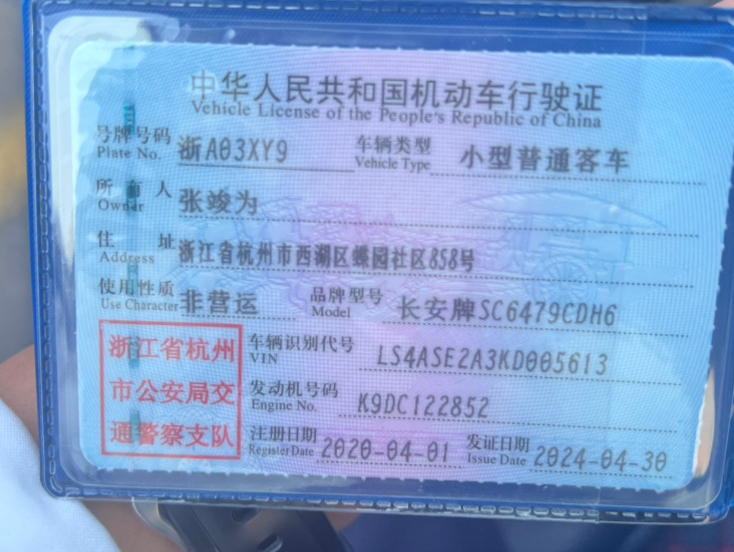 中华人民共和国机动车行驶证
Vehicle License of the People's Republic of China
号牌号码 浙A03XY9 车辆类型 小型普通客车
Plate No. Vehicle Type
所有人 张竣为
Owner
住址 浙江省杭州市西湖区蝶园社区858号
Address
使用性质 非营运 品牌型号 长安牌SC6479CDH6
Use Character Model
浙江省杭州
市公安局交
通警察支队
车辆识别代号 LS4ASE2A3KD005613
VIN
发动机号码 K9DC122852
Engine No.
注册日期 2020-04-01 发证日期 2024-04-30
Register Date Issue Date